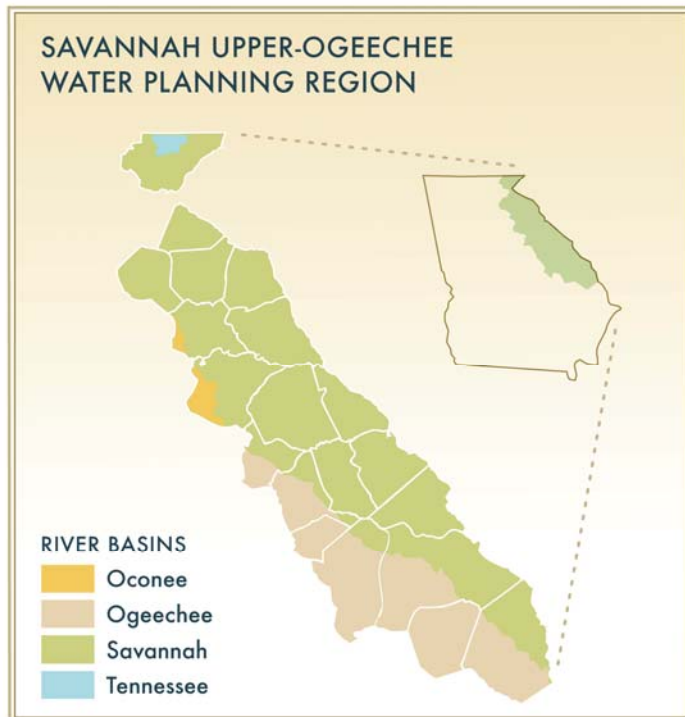 SAVANNAH UPPER-OGEECHEE
WATER PLANNING REGION
RIVER BASINS
Oconee
Ogeechee
Savannah
Tennessee